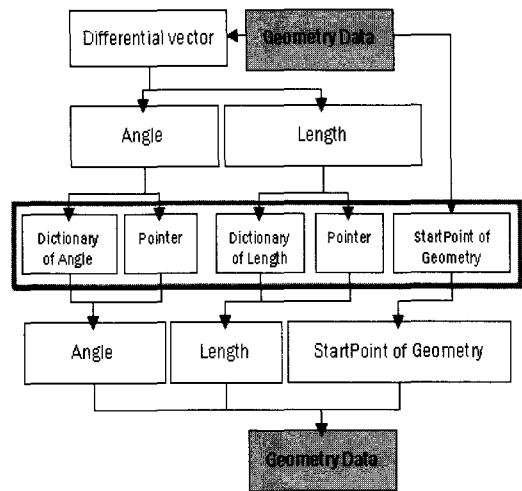 Differential vector
Geometry Data
Angle
Length
Dictionary
of Angle
Pointer
Dictionary
of Length
Pointer
StartPoint of
Geometry
Angle
Length
StartPoint of Geometry
Geometry Data